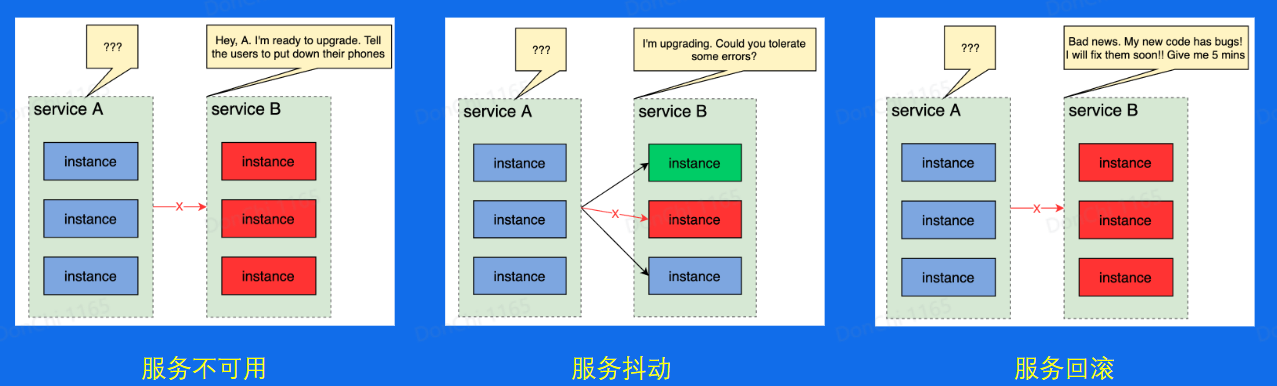 ???
Hey, A. I'm ready to upgrade. Tell
the users to put down their phones
service A
service B
instance
instance
instance
X
instance
instance
instance
服务不可用
???
I'm upgrading. Could you tolerate
some errors?
service A
service B
instance
instance
instance
X
instance
instance
instance
服务抖动
???
Bad news. My new code has bugs!
I will fix them soon!! Give me 5 mins
service A
service B
instance
instance
instance
X
instance
instance
instance
服务回滚